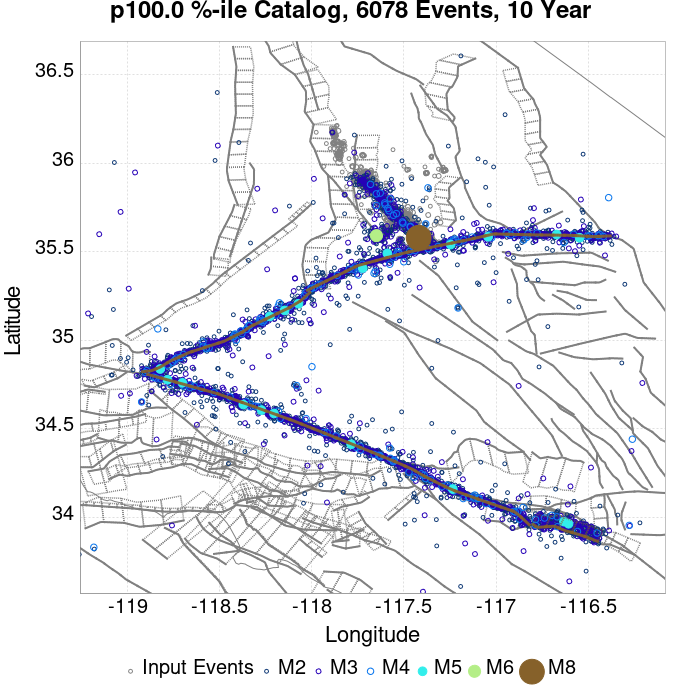 p100.0 %-ile Catalog, 6078 Events, 10 Year
36.5
36
35.5
35
34.5
34
Latitude
-119
-118.5
-118
-117.5
-117
-116.5
Longitude
Input Events
M2
M3
M4
M5
M6
M8